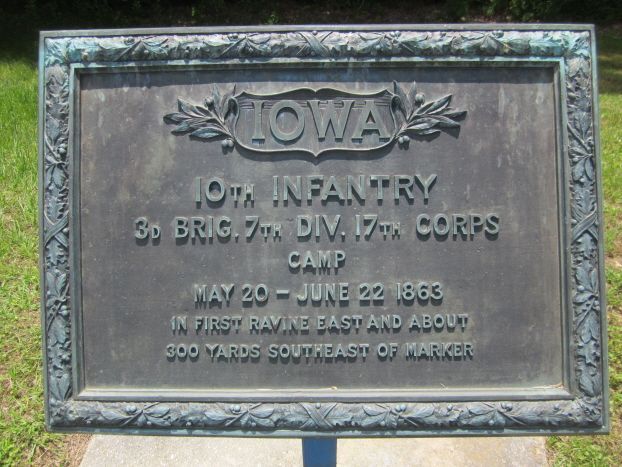 IOWA
10TH INFANTRY
3D BRIG. 7TH DIV. 17TH CORPS
CAMP
MAY 20 – JUNE 22 1863
IN FIRST RAVINE EAST AND ABOUT
300 YARDS SOUTHEAST OF MARKER